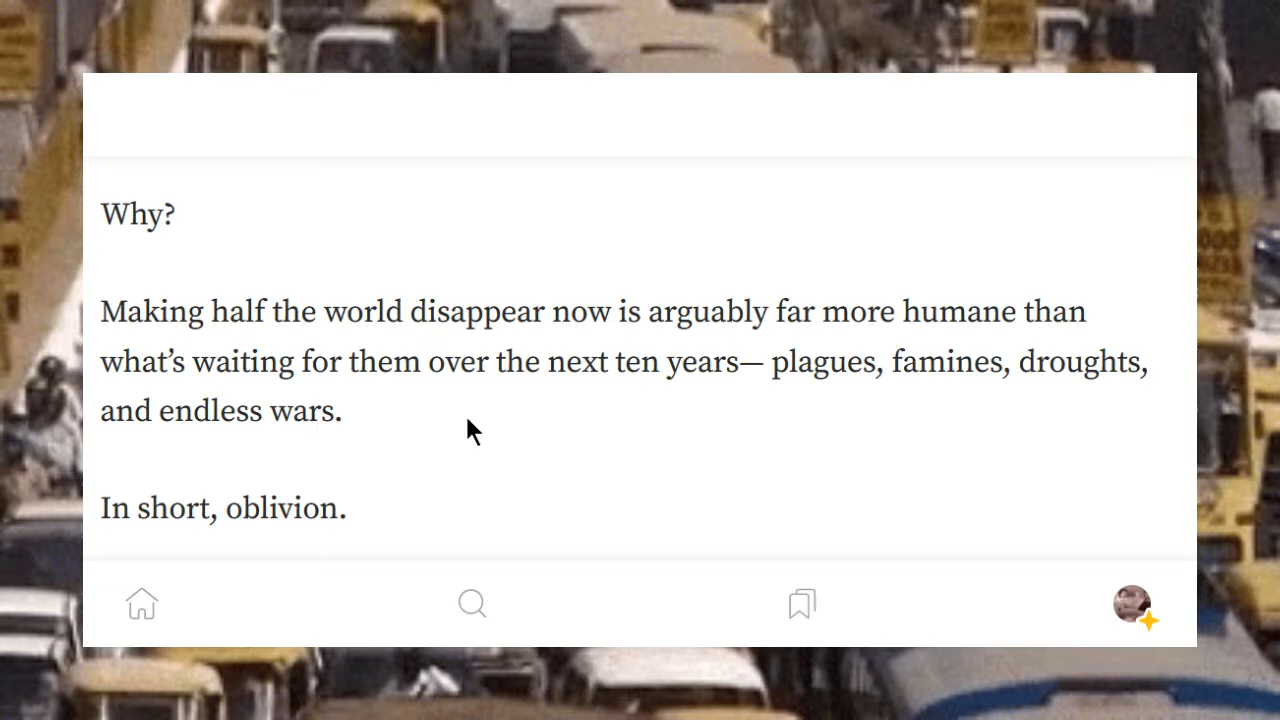 Why?
Making half the world disappear now is arguably far more humane than
what’s waiting for them over the next ten years— plagues, famines, droughts,
and endless wars.
In short, oblivion.